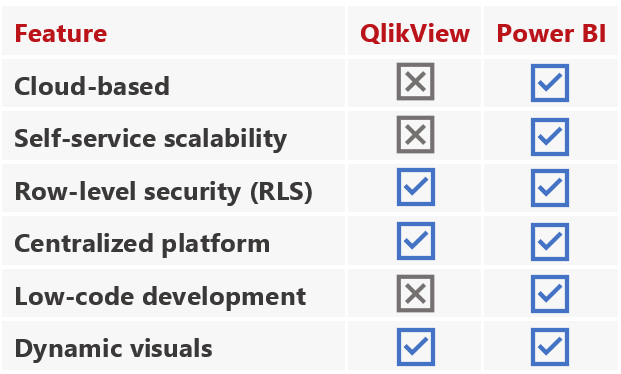 Feature QlikView Power BI
Cloud-based
Self-service scalability
Row-level security (RLS)
Centralized platform
Low-code development
Dynamic visuals